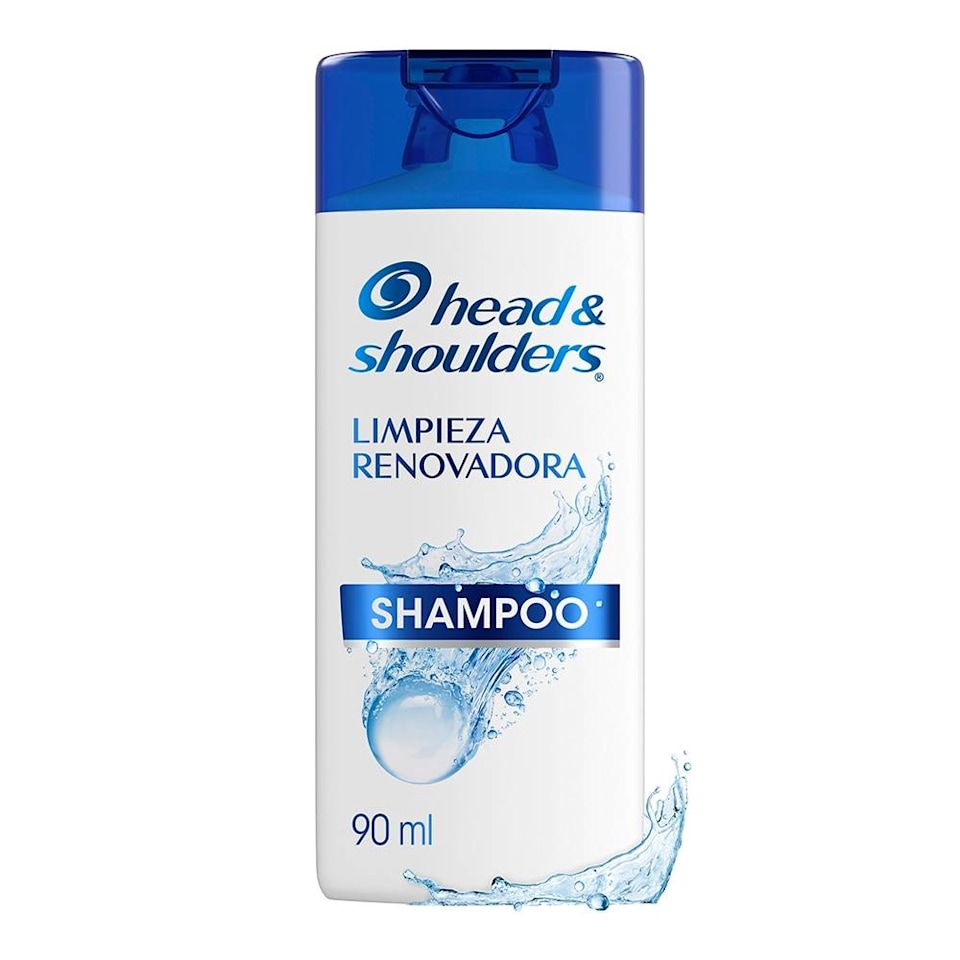 head &
shoulders®
LIMPIEZA
RENOVADORA
SHAMPOO
90 ml